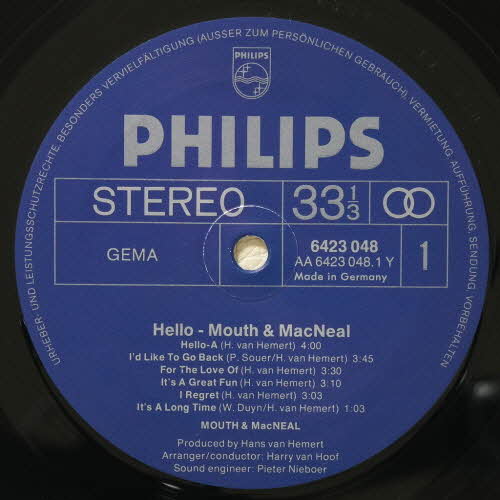 URHEBER- UND LEISTUNGSSCHUTZRECHTE, BESONDERS VERVIELFÄLTIGUNG (AUSSER ZUM PERSÖNLICHEN GEBRAUCH), VERMIETUNG, AUFFÜHRUNG, SENDUNG, VORBEHALTEN
PHILIPS
PHILIPS
STEREO
33 1/3
GEMA
6423 048
AA 6423 048.1 Y
Made in Germany
1
Hello - Mouth & MacNeal
Hello-A (H. van Hemert) 4:00
I'd Like To Go Back (P. Souer/H. van Hemert) 3:45
For The Love Of (H. van Hemert) 3:30
It's A Great Fun (H. van Hemert) 3:10
I Regret (H. van Hemert) 3:03
It's A Long Time (W. Duyn/H. van Hemert) 1:03
MOUTH & MacNEAL
Produced by Hans van Hemert
Arranger/conductor: Harry van Hoof
Sound engineer: Pieter Nieboer